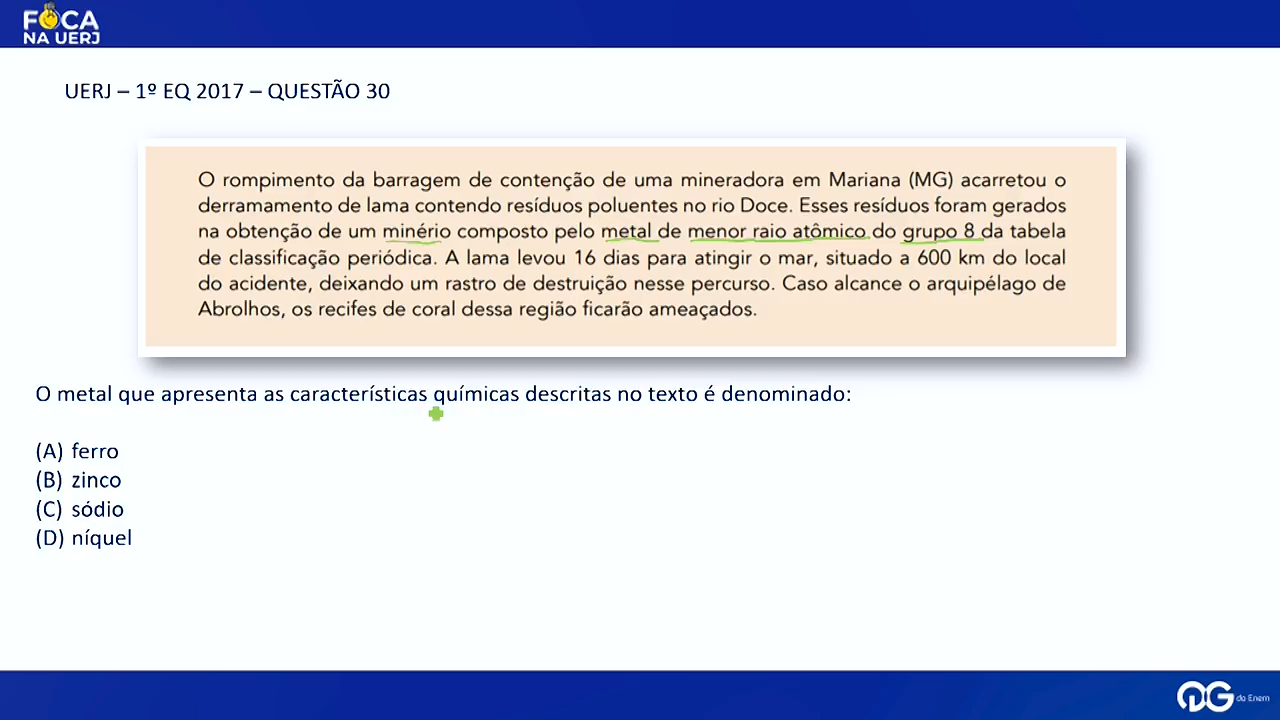 FOCA
NA UERJ
UERJ – 1º EQ 2017 – QUESTÃO 30
O rompimento da barragem de contenção de uma mineradora em Mariana (MG) acarretou o
derramamento de lama contendo resíduos poluentes no rio Doce. Esses resíduos foram gerados
na obtenção de um minério composto pelo metal de menor raio atômico do grupo 8 da tabela
de classificação periódica. A lama levou 16 dias para atingir o mar, situado a 600 km do local
do acidente, deixando um rastro de destruição nesse percurso. Caso alcance o arquipélago de
Abrolhos, os recifes de coral dessa região ficarão ameaçados.
O metal que apresenta as características químicas descritas no texto é denominado:
(A) ferro
(B) zinco
(C) sódio
(D) níquel
QG do Enem